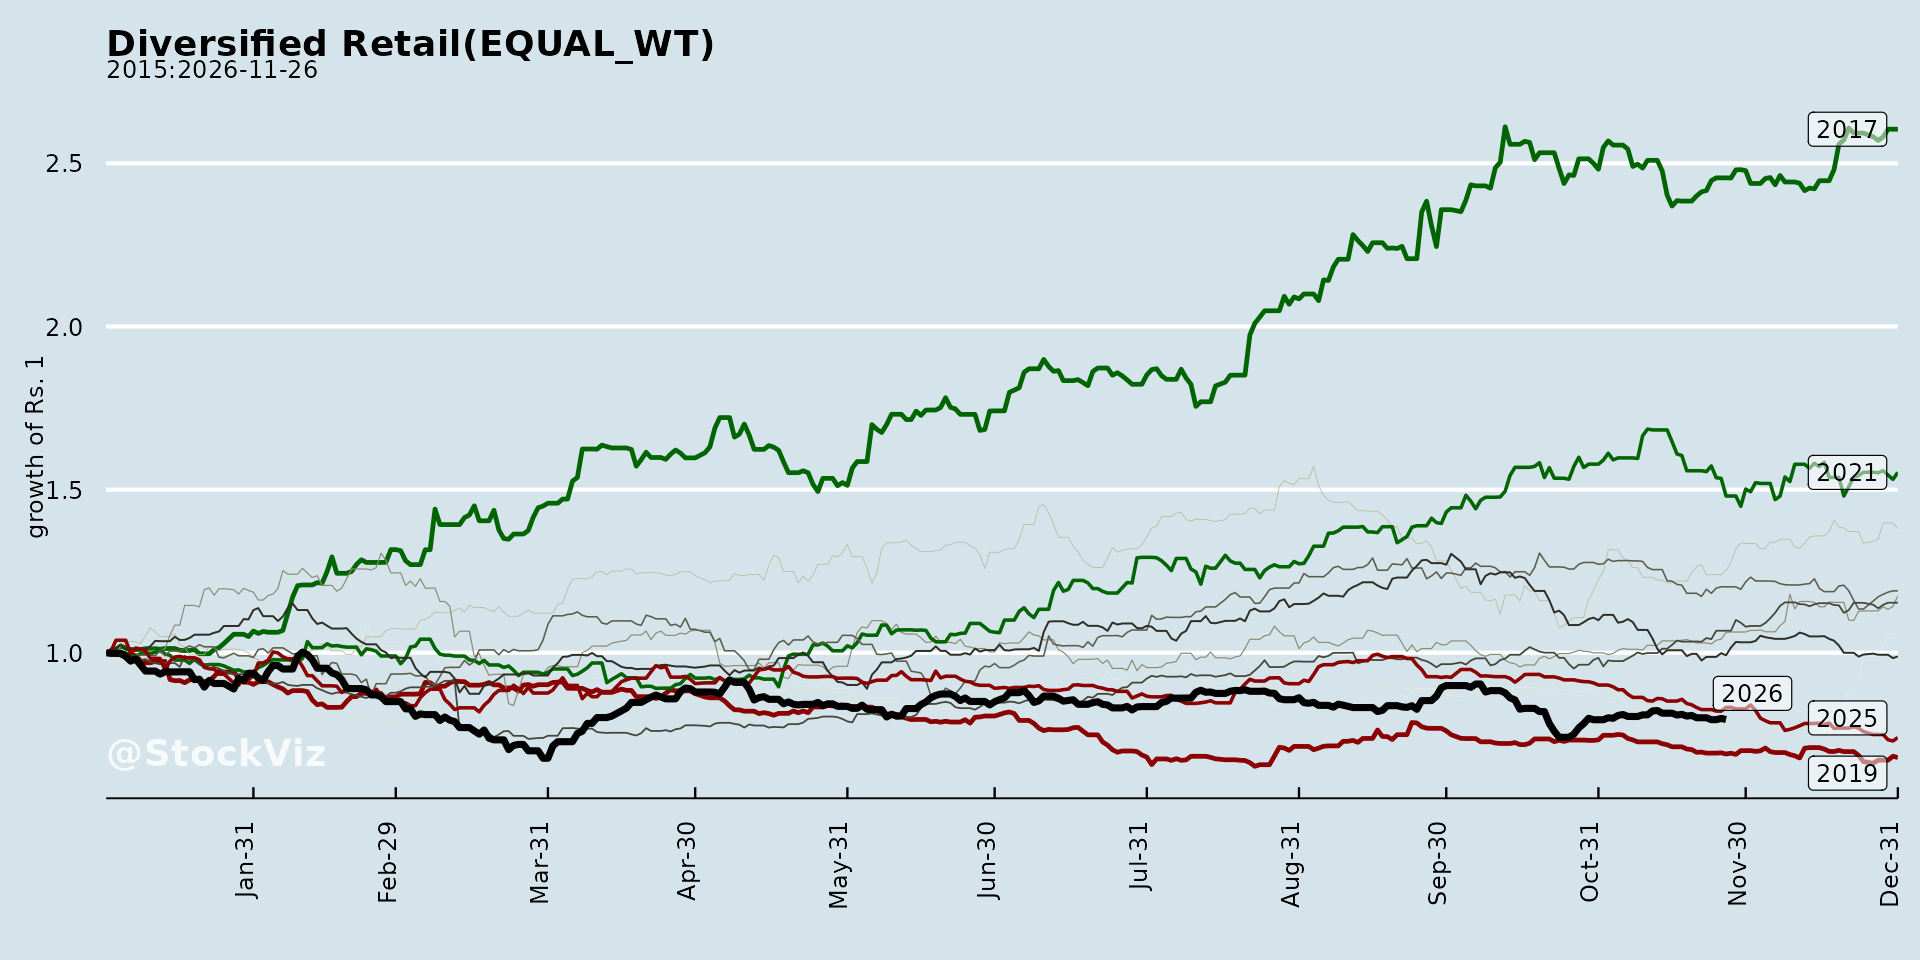 Diversified Retail(EQUAL_WT)
2015:2026-11-26
growth of Rs. 1
2.5
2.0
1.5
1.0
2017
2021
2026
2025
2019
@StockViz
Jan-31
Feb-29
Mar-31
Apr-30
May-31
Jun-30
Jul-31
Aug-31
Sep-30
Oct-31
Nov-30
Dec-31